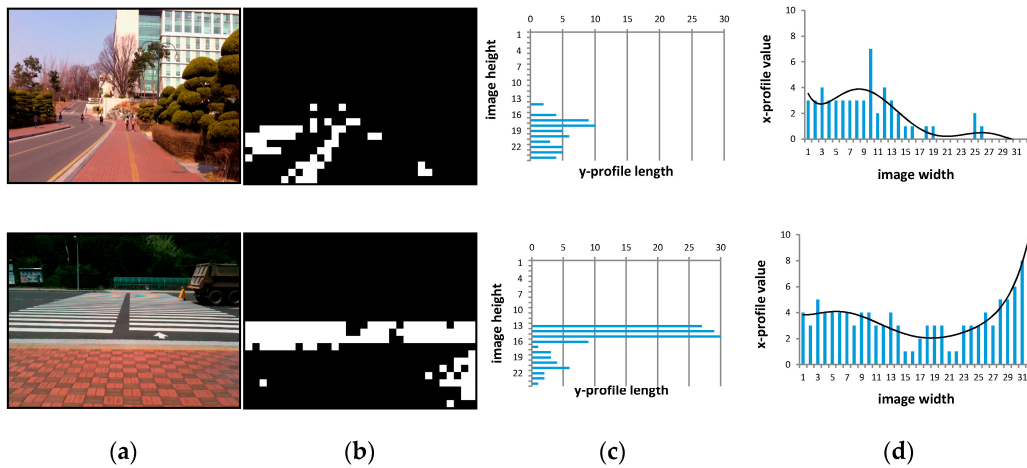 0 5 10 15 20 25 30
1
4
7
10
13
16
19
22
image height
y-profile length
10
8
6
4
2
0
x-profile value
1 3 5 7 9 11 13 15 17 19 21 23 25 27 29 31
image width
0 5 10 15 20 25 30
1
4
7
10
13
16
19
22
image height
y-profile length
10
8
6
4
2
0
x-profile value
1 3 5 7 9 11 13 15 17 19 21 23 25 27 29 31
image width
(a) (b) (c) (d)